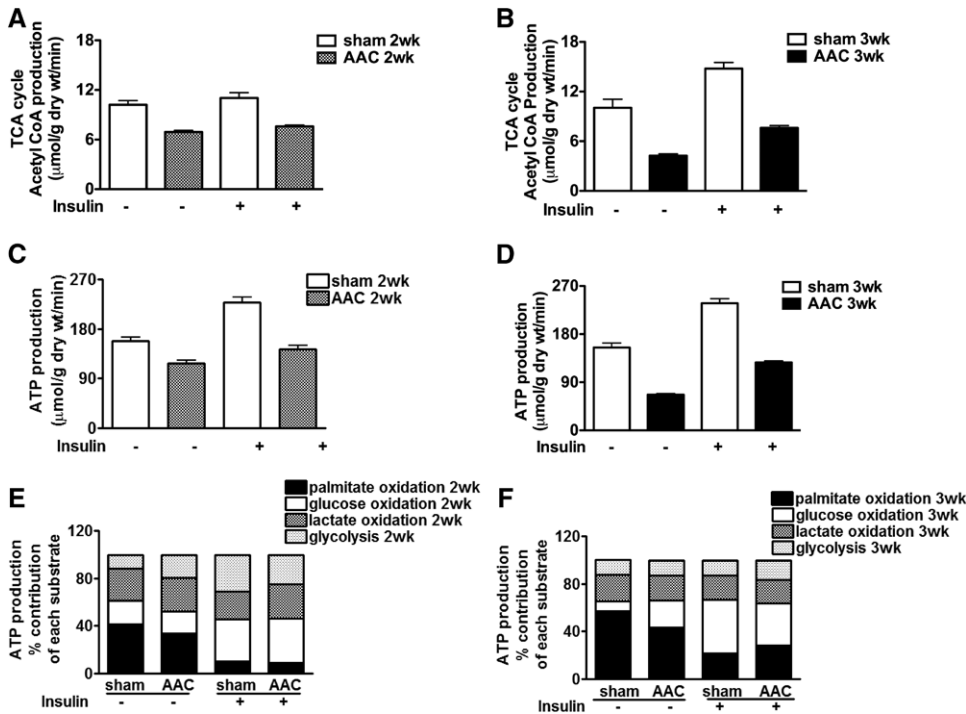 A
TCA cycle
Acetyl CoA production
(μmol/g dry wt/min)
18
12
6
0
sham 2wk
AAC 2wk
Insulin - - + +
B
TCA cycle
Acetyl CoA Production
(μmol/g dry wt/min)
18
12
6
0
sham 3wk
AAC 3wk
Insulin - - + +
C
ATP production
(μmol/g dry wt/min)
270
180
90
0
sham 2wk
AAC 2wk
Insulin - - + +
D
ATP production
(μmol/g dry wt/min)
270
180
90
0
sham 3wk
AAC 3wk
Insulin - - + +
E
ATP production
% contribution
of each substrate
120
80
40
0
palmitate oxidation 2wk
glucose oxidation 2wk
lactate oxidation 2wk
glycolysis 2wk
sham AAC sham AAC
Insulin - - + +
F
ATP production
% contribution
of each substrate
120
80
40
0
palmitate oxidation 3wk
glucose oxidation 3wk
lactate oxidation 3wk
glycolysis 3wk
sham AAC sham AAC
Insulin - - + +